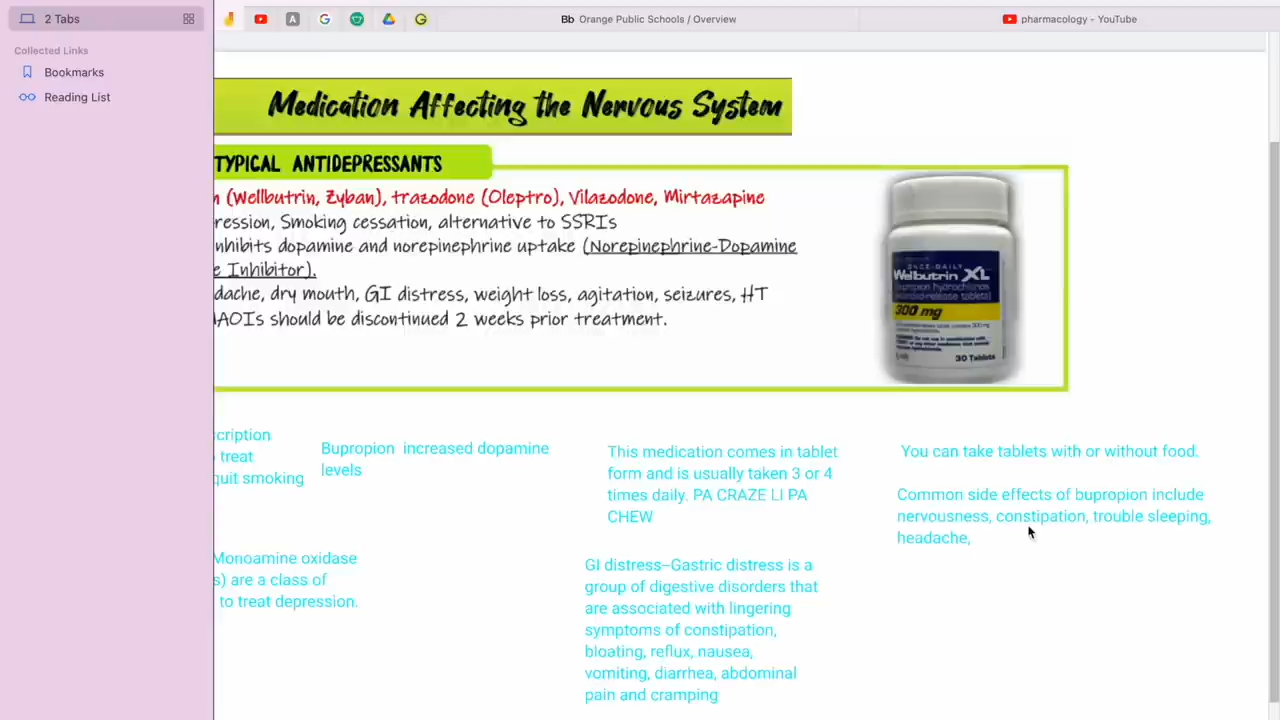 2 Tabs
Collected Links
Bookmarks
Reading List
A
G
G
Bb Orange Public Schools / Overview
pharmacology - YouTube
Medication Affecting the Nervous System
TYPICAL ANTIDEPRESSANTS
n (Wellbutrin, Zyban), trazodone (Oleptro), Vilazodone, Mirtazapine
ression, Smoking cessation, alternative to SSRIs
nhibits dopamine and norepinephrine uptake (Norepinephrine-Dopamine
e Inhibitor).
dache, dry mouth, GI distress, weight loss, agitation, seizures, HT
MAOIs should be discontinued 2 weeks prior treatment.
ONCE-DAILY
Wellbutrin XL
300 mg
30 Tablets
scription
treat
quit smoking
Bupropion increased dopamine
levels
This medication comes in tablet
form and is usually taken 3 or 4
times daily. PA CRAZE LI PA
CHEW
You can take tablets with or without food.
Common side effects of bupropion include
nervousness, constipation, trouble sleeping,
headache,
Monoamine oxidase
s) are a class of
to treat depression.
GI distress–Gastric distress is a
group of digestive disorders that
are associated with lingering
symptoms of constipation,
bloating, reflux, nausea,
vomiting, diarrhea, abdominal
pain and cramping